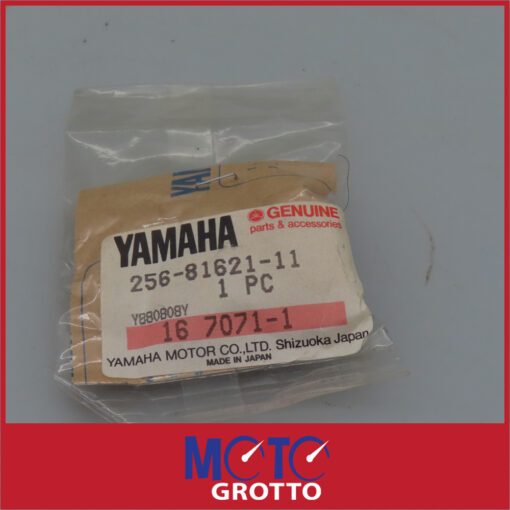 YAI
YAMAHA
GENUINE
parts & accessories
256-81621-11
1 PC
Y880808Y
16 7071-1
YAMAHA MOTOR CO.,LTD. Shizuoka Japan
MADE IN JAPAN
MOTO
GROTTO